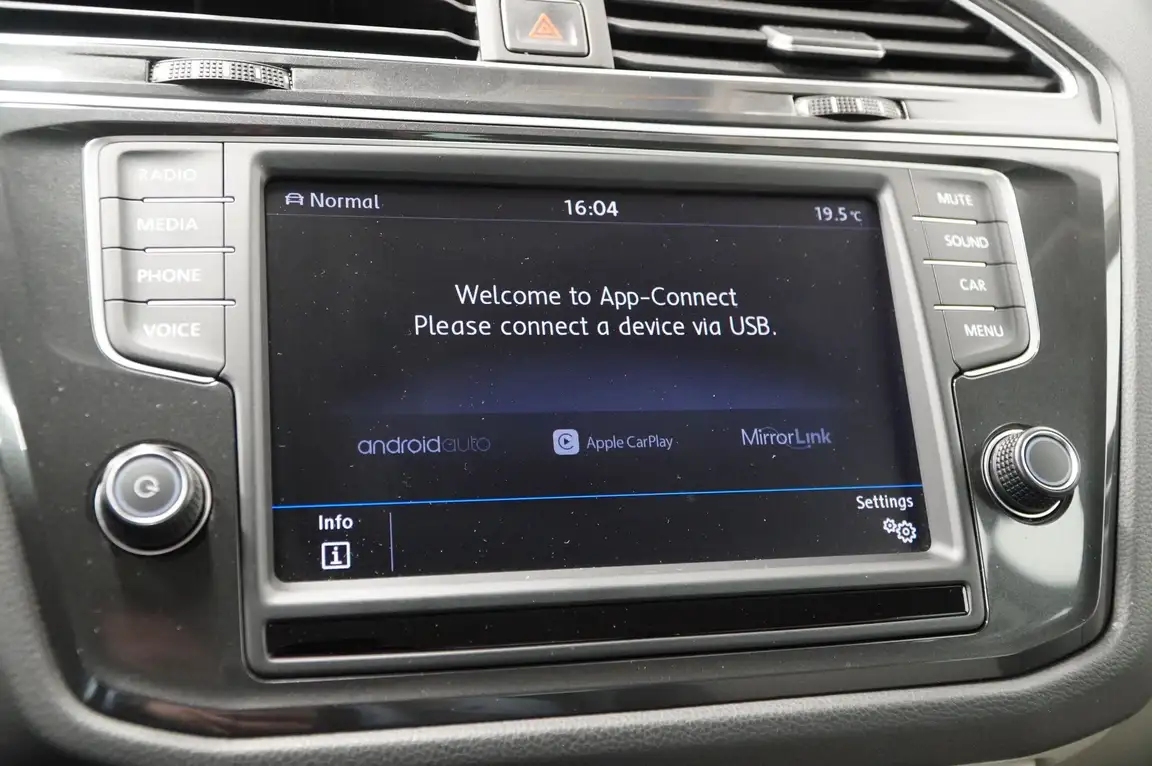 RADIO
MEDIA
PHONE
VOICE
Normal
16:04
19.5°C
Welcome to App-Connect
Please connect a device via USB.
androidauto
Apple CarPlay
MirrorLink
Info
i
Settings
MUTE
SOUND
CAR
MENU